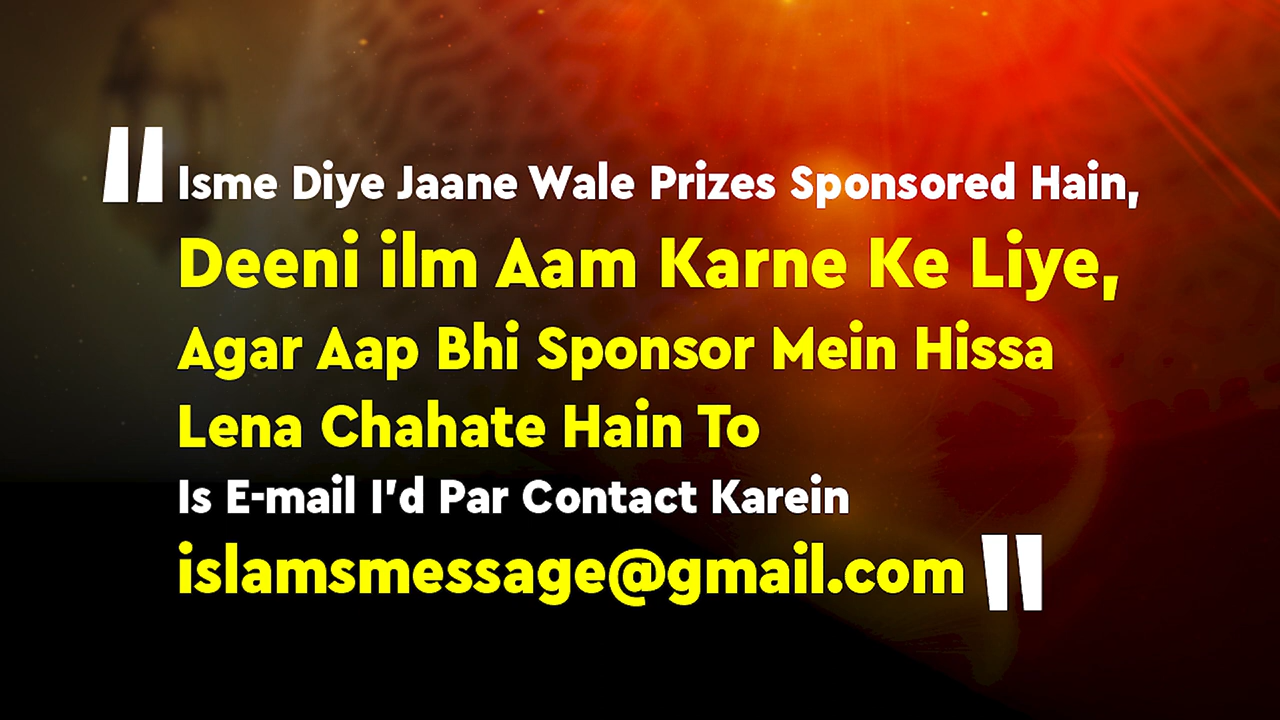 "Isme Diye Jaane Wale Prizes Sponsored Hain,
Deeni ilm Aam Karne Ke Liye,
Agar Aap Bhi Sponsor Mein Hissa
Lena Chahate Hain To
Is E-mail I'd Par Contact Karein
islamsmessage@gmail.com"